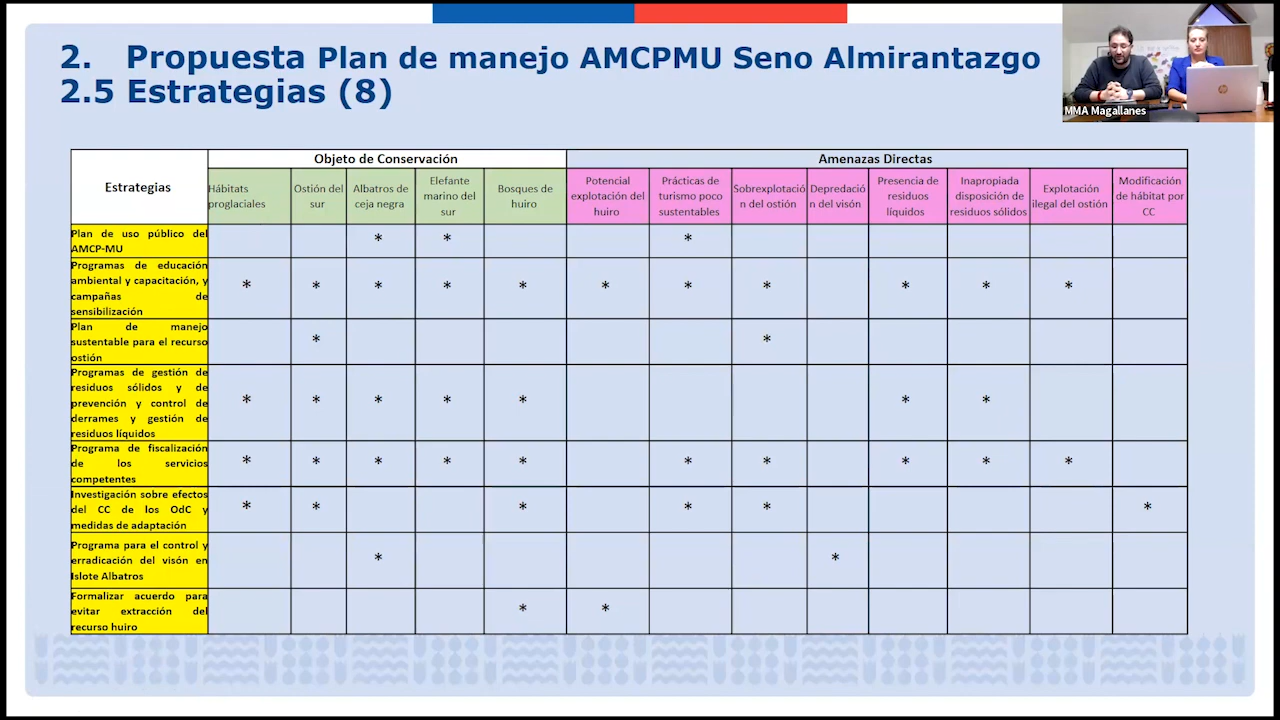 2. Propuesta Plan de manejo AMCPMU Seno Almirantazgo
2.5 Estrategias (8)
MMA Magallanes
Estrategias
Objeto de Conservación
Amenazas Directas
Hábitats
proglaciales
Ostión del
sur
Albatros de
ceja negra
Elefante
marino del
sur
Bosques de
huiro
Potencial
explotación del
huiro
Prácticas de
turismo poco
sustentables
Sobrexplotació
n del ostión
Depredació
n del visón
Presencia de
residuos
líquidos
Inapropiada
disposición de
residuos sólidos
Explotación
ilegal del ostión
Modificación
de hábitat por
CC
Plan de uso público del
AMCP-MU
* * *
Programas de educación
ambiental y capacitación, y
campañas de
sensibilización
* * * * * * * * * * *
Plan de manejo
sustentable para el recurso
ostión
* *
Programas de gestión de
residuos sólidos y de
prevención y control de
derrames y gestión de
residuos líquidos
* * * * * * *
Programa de fiscalización
de los servicios
competentes
* * * * * * * * * *
Investigación sobre efectos
del CC de los OdC y
medidas de adaptación
* * * * * *
Programa para el control y
erradicación del visón en
Islote Albatros
* *
Formalizar acuerdo para
evitar extracción del
recurso huiro
* *